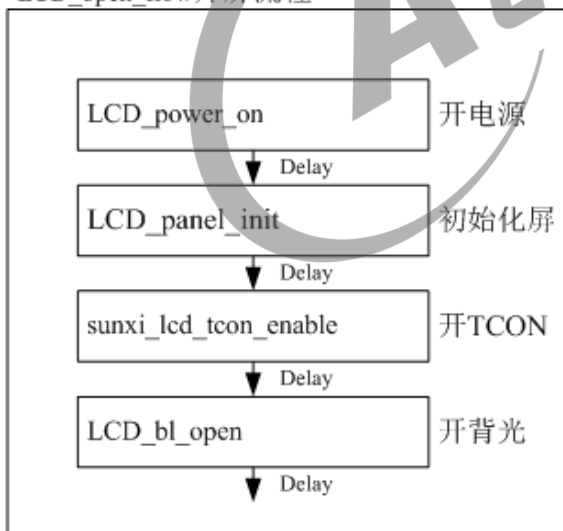 LCD_power_on 开电源
Delay
LCD_panel_init 初始化屏
Delay
sunxi_lcd_tcon_enable 开TCON
Delay
LCD_bl_open 开背光
Delay